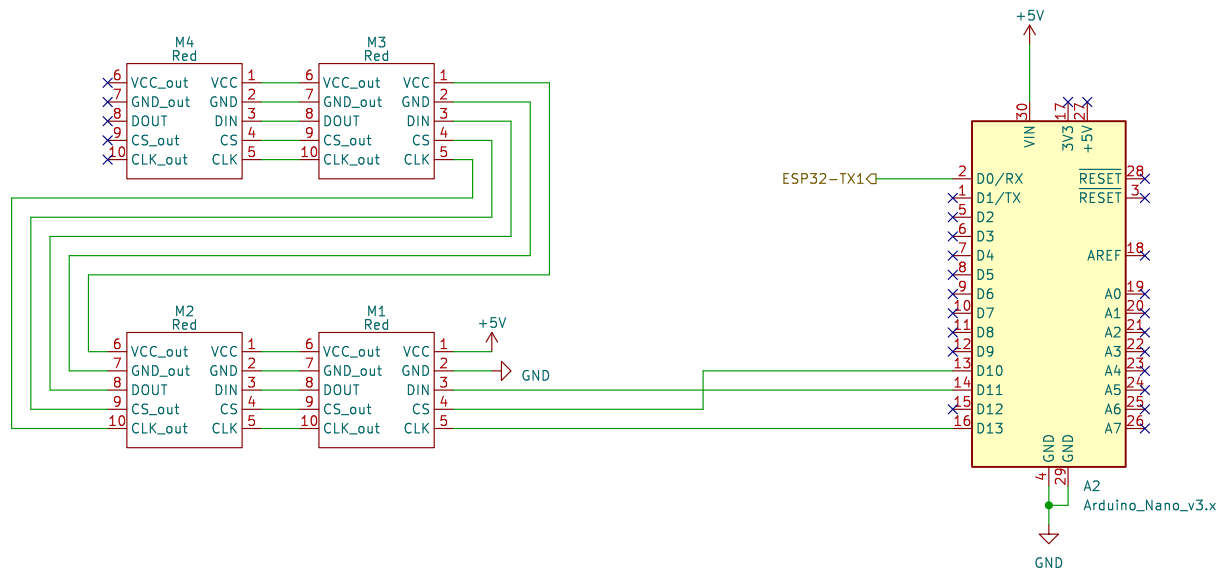 +5V
M4
Red
M3
Red
6 VCC_out VCC 1
7 GND_out GND 2
8 DOUT DIN 3
9 CS_out CS 4
10 CLK_out CLK 5
6 VCC_out VCC 1
7 GND_out GND 2
8 DOUT DIN 3
9 CS_out CS 4
10 CLK_out CLK 5
M2
Red
M1
Red
6 VCC_out VCC 1
7 GND_out GND 2
8 DOUT DIN 3
9 CS_out CS 4
10 CLK_out CLK 5
6 VCC_out VCC 1
7 GND_out GND 2
8 DOUT DIN 3
9 CS_out CS 4
10 CLK_out CLK 5
+5V
GND
ESP32-TX1
30 17 27
VIN 3V3 +5V
2 D0/RX RESET 28
1 D1/TX RESET 3
5 D2
6 D3
7 D4 AREF 18
8 D5
9 D6 A0 19
10 D7 A1 20
11 D8 A2 21
12 D9 A3 22
13 D10 A4 23
14 D11 A5 24
15 D12 A6 25
16 D13 A7 26
GND GND
4 29
A2
Arduino_Nano_v3.x
GND